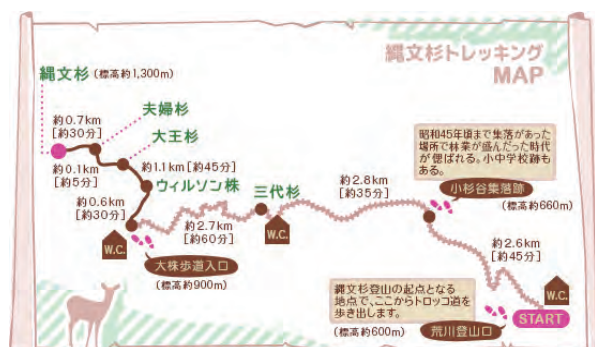 縄文杉トレッキング
MAP
縄文杉 (標高約1,300m)
約0.7km
[約30分]
夫婦杉
大王杉
約0.1km
[約5分]
約1.1km [約45分]
ウィルソン株
約0.6km
[約30分]
W.C.
大株歩道入口
(標高約900m)
約2.7km
[約60分]
三代杉
W.C.
約2.8km
[約35分]
昭和45年頃まで集落があった
場所で林業が盛んだった時代
が偲ばれる。小中学校跡も
ある。
小杉谷集落跡
(標高約660m)
約2.6km
[約45分]
W.C.
START
縄文杉登山の起点となる
地点で、ここからトロッコ道を
歩き出します。
(標高約600m)
荒川登山口